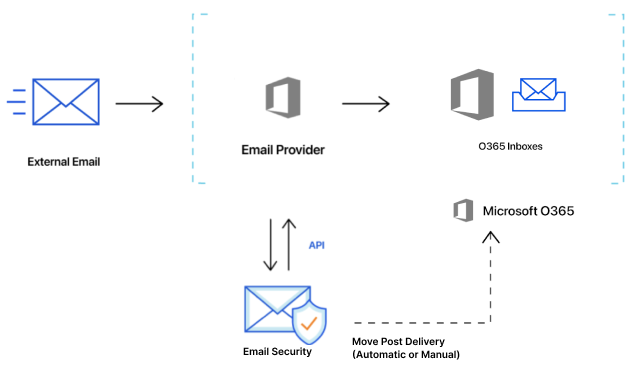 External Email
Email Provider
O365 Inboxes
Microsoft O365
API
Email Security
Move Post Delivery
(Automatic or Manual)